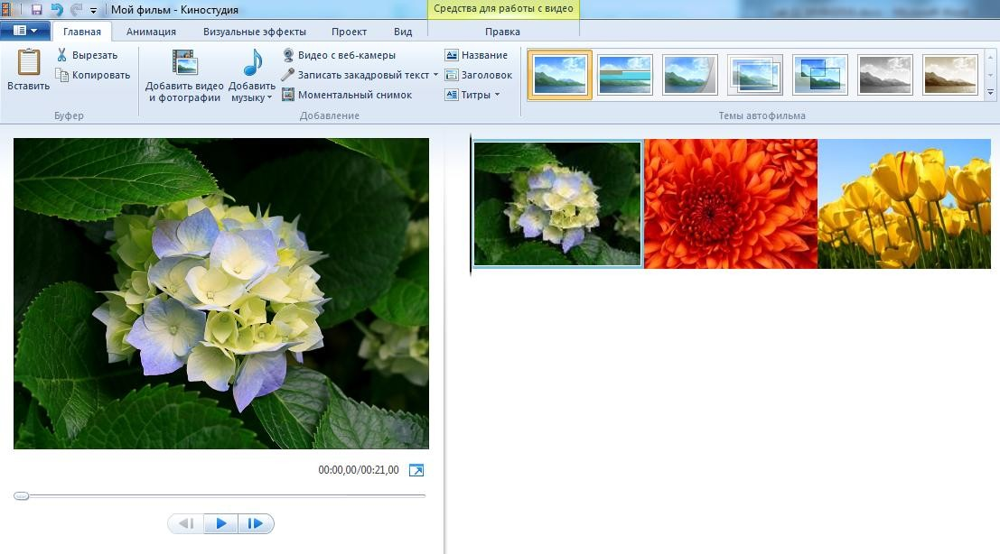 Мой фильм - Киностудия
Средства для работы с видео
Главная Анимация Визуальные эффекты Проект Вид Правка
Вставить
Вырезать
Копировать
Буфер
Добавить видео
и фотографии
Добавить
музыку
Видео с веб-камеры
Записать закадровый текст
Моментальный снимок
Название
Заголовок
Титры
Добавление
Темы автофильма
00:00,00/00:21,00